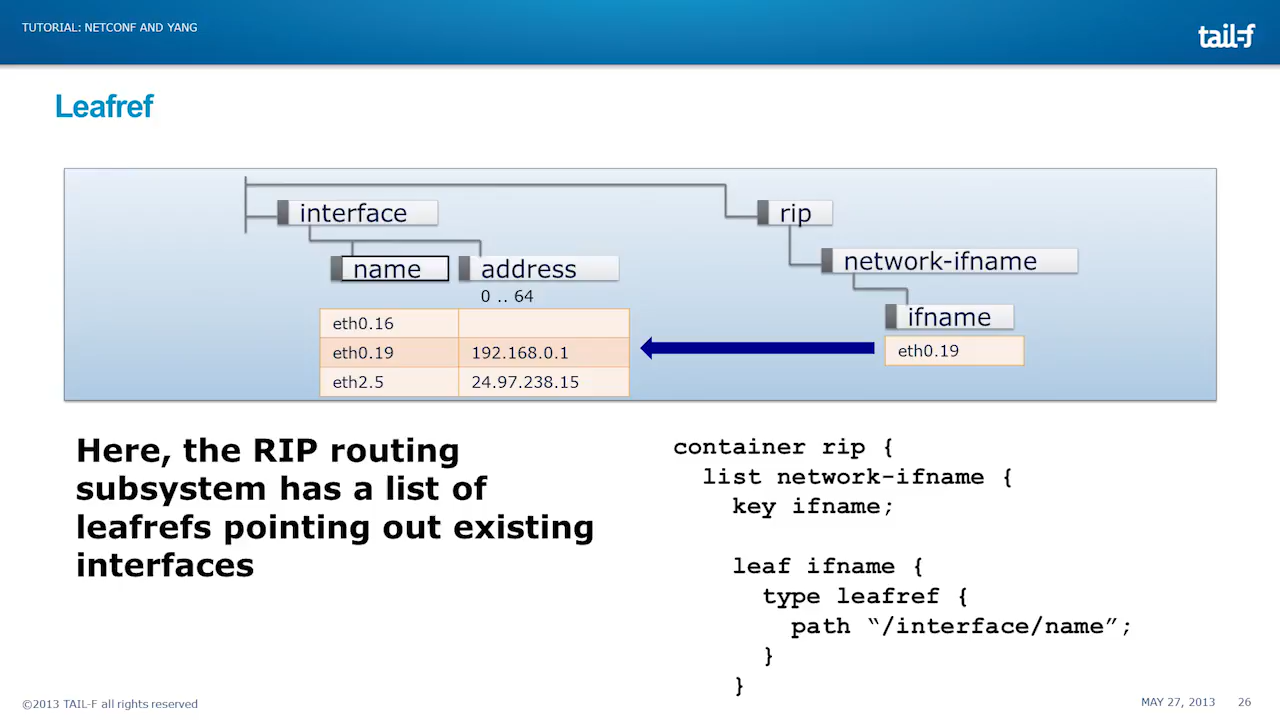 TUTORIAL: NETCONF AND YANG
tail-f
Leafref
interface
rip
name
address
network-ifname
0 .. 64
ifname
eth0.16
eth0.19 192.168.0.1
eth0.19
eth2.5 24.97.238.15
Here, the RIP routing
subsystem has a list of
leafrefs pointing out existing
interfaces
container rip {
list network-ifname {
key ifname;
leaf ifname {
type leafref {
path “/interface/name”;
}
}
©2013 TAIL-F all rights reserved
MAY 27, 2013 26